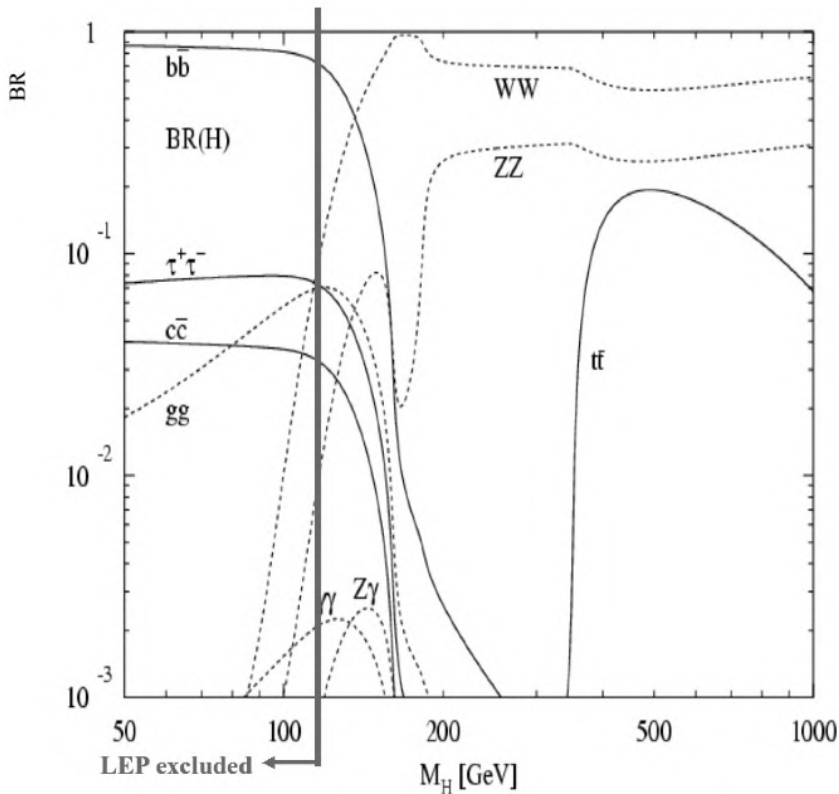 1
BR
bb̄
WW
BR(H)
ZZ
10⁻¹
τ⁺τ⁻
cc̄
tt̄
gg
10⁻²
γ
Zγ
10⁻³
50 100 200 500 1000
LEP excluded
M_H [GeV]